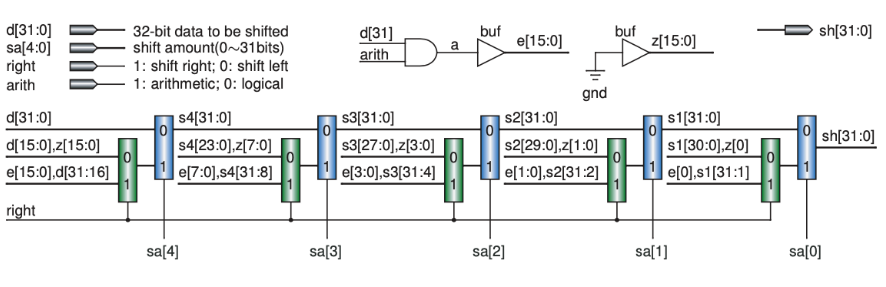 d[31:0] 32-bit data to be shifted
sa[4:0] shift amount(0~31bits)
right 1: shift right; 0: shift left
arith 1: arithmetic; 0: logical
d[31] buf
arith a e[15:0]
buf z[15:0]
gnd
sh[31:0]
d[31:0] s4[31:0] s3[31:0] s2[31:0] s1[31:0]
0 0 0 0 0
d[15:0],z[15:0] s4[23:0],z[7:0] s3[27:0],z[3:0] s2[29:0],z[1:0] s1[30:0],z[0] sh[31:0]
0 0 0 0 0
e[15:0],d[31:16] e[7:0],s4[31:8] e[3:0],s3[31:4] e[1:0],s2[31:2] e[0],s1[31:1]
1 1 1 1 1
1 1 1 1 1
right
sa[4] sa[3] sa[2] sa[1] sa[0]